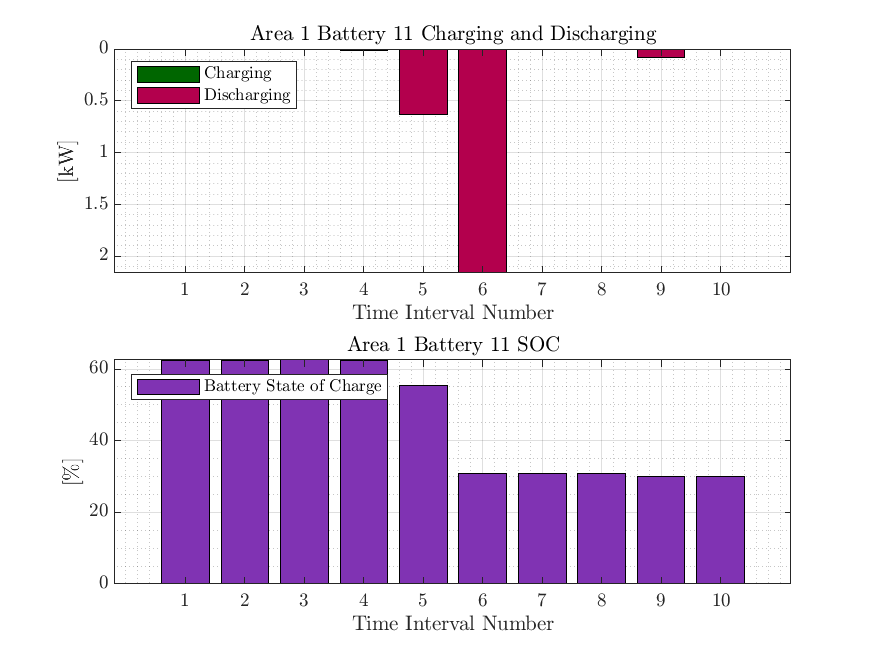 Area 1 Battery 11 Charging and Discharging
0
Charging
Discharging
0.5
1
1.5
2
[kW]
1 2 3 4 5 6 7 8 9 10
Time Interval Number
Area 1 Battery 11 SOC
60
Battery State of Charge
40
20
0
[%]
1 2 3 4 5 6 7 8 9 10
Time Interval Number